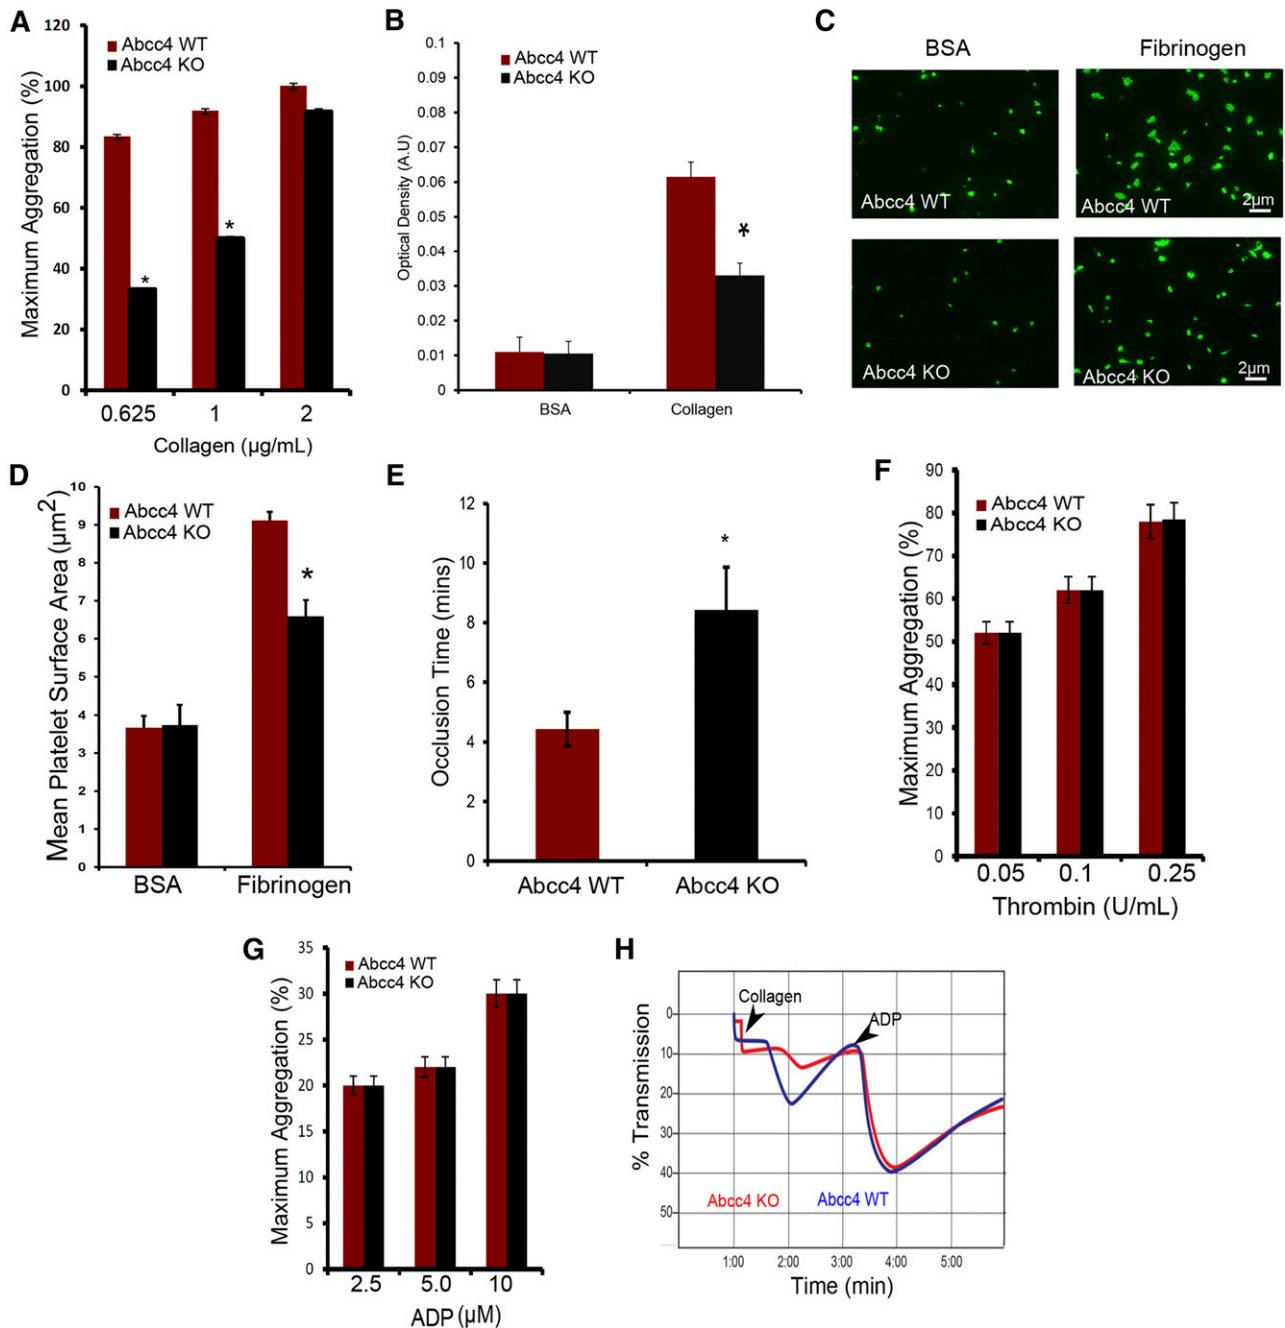 A
120
100
80
60
40
20
0
Maximum Aggregation (%)
Abcc4 WT
Abcc4 KO
*
*
0.625 1 2
Collagen (µg/mL)
B
0.1
0.09
0.08
0.07
0.06
0.05
0.04
0.03
0.02
0.01
0
Optical Density (A.U)
Abcc4 WT
Abcc4 KO
*
BSA Collagen
C
BSA Fibrinogen
Abcc4 WT
Abcc4 WT
2µm
Abcc4 KO
Abcc4 KO
2µm
D
10
9
8
7
6
5
4
3
2
1
0
Mean Platelet Surface Area (µm²)
Abcc4 WT
Abcc4 KO
*
BSA Fibrinogen
E
12
10
8
6
4
2
0
Occlusion Time (mins)
*
Abcc4 WT Abcc4 KO
F
90
80
70
60
50
40
30
20
10
0
Maximum Aggregation (%)
Abcc4 WT
Abcc4 KO
0.05 0.1 0.25
Thrombin (U/mL)
G
35
30
25
20
15
10
5
0
Maximum Aggregation (%)
Abcc4 WT
Abcc4 KO
2.5 5.0 10
ADP (µM)
H
0
10
20
30
40
50
% Transmission
Collagen
ADP
Abcc4 KO Abcc4 WT
1:00 2:00 3:00 4:00 5:00
Time (min)